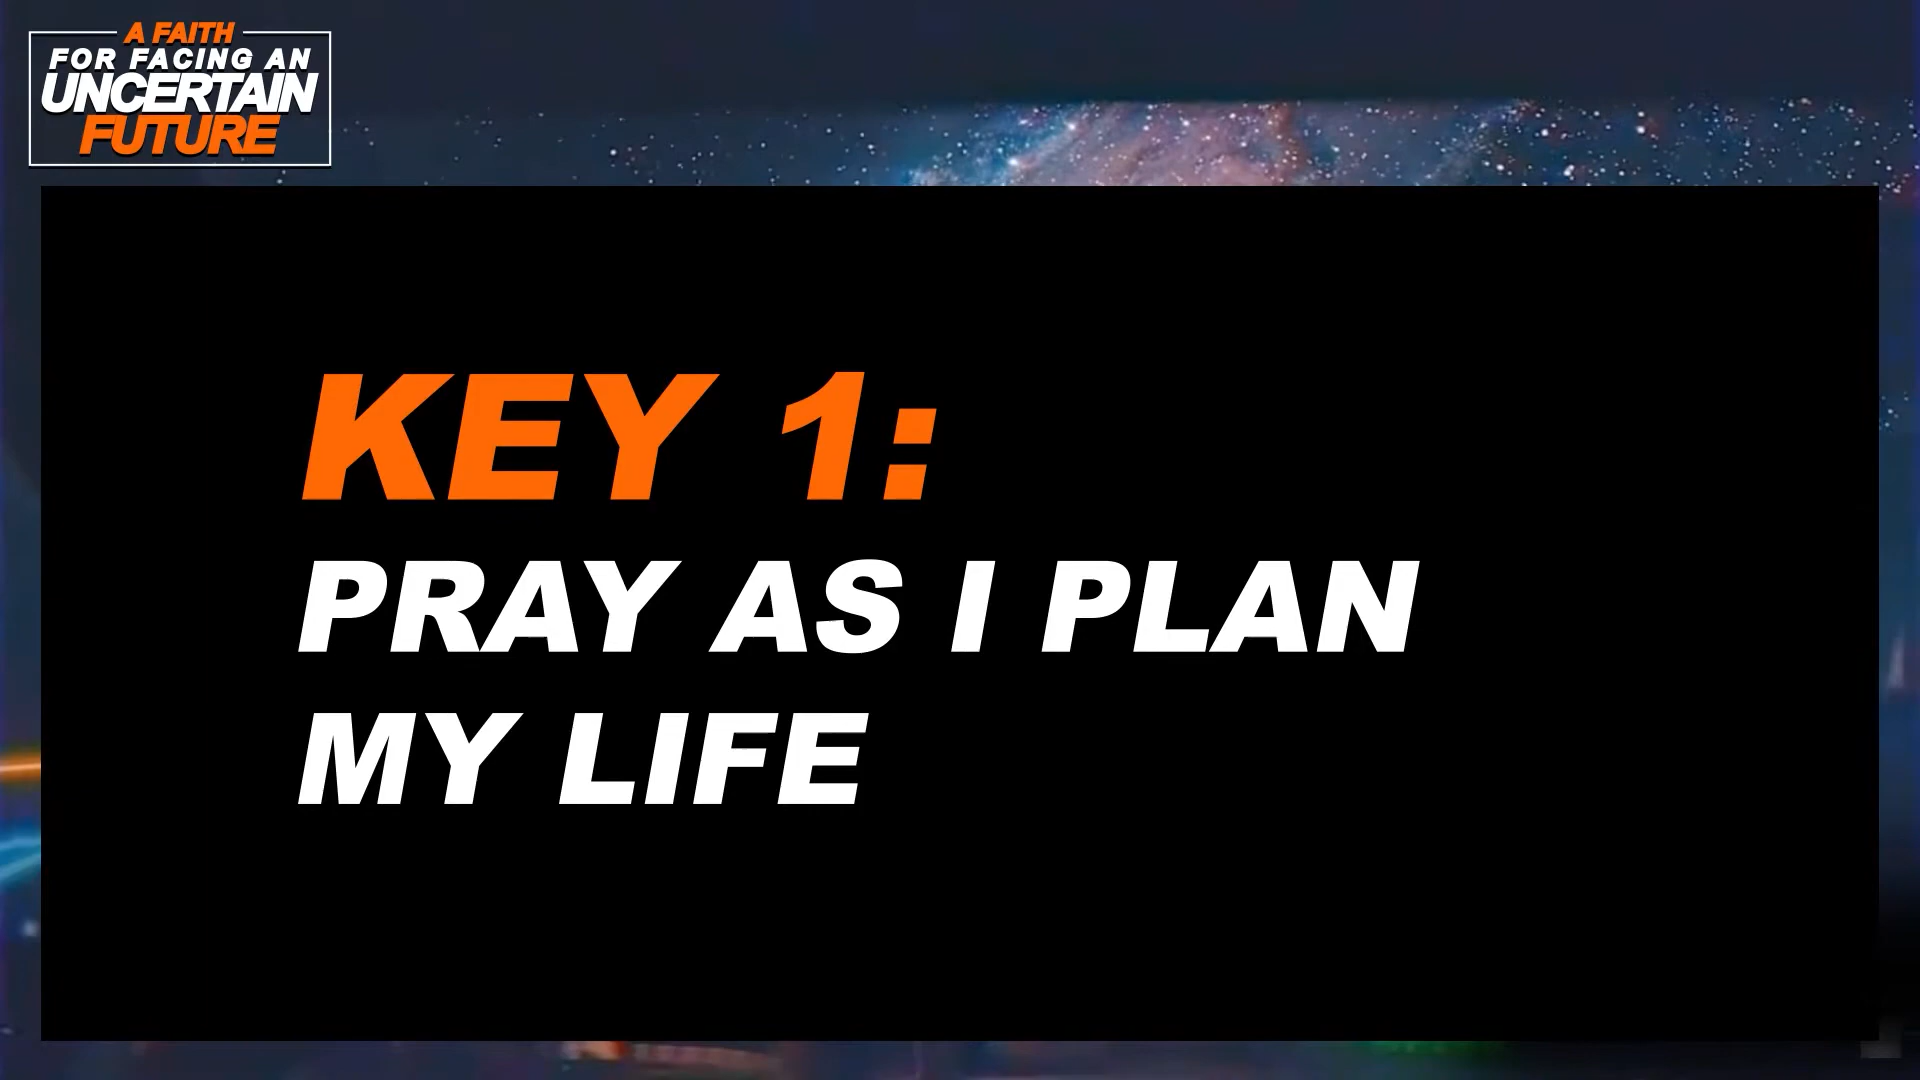 A FAITH
FOR FACING AN
UNCERTAIN
FUTURE
KEY 1:
PRAY AS I PLAN
MY LIFE